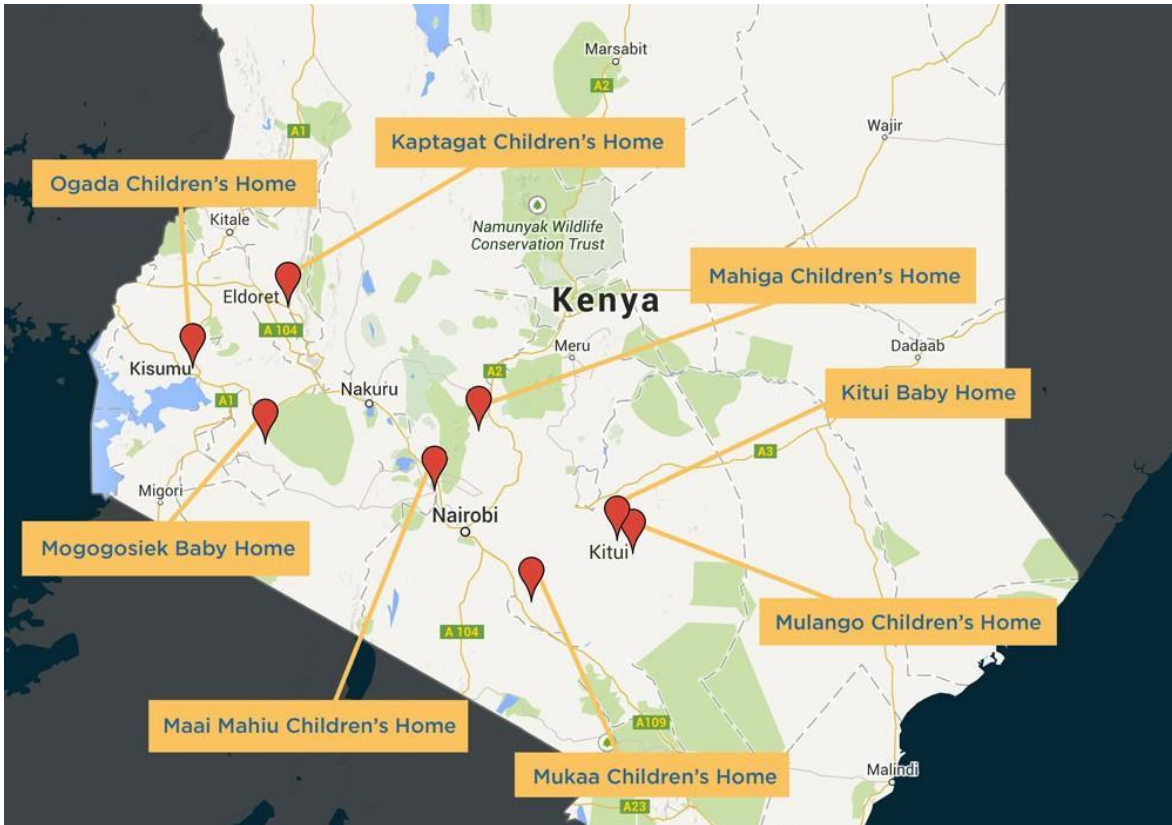 Marsabit
A2
A1
Wajir
Kaptagat Children's Home
Ogada Children's Home
Kitale
Namunyak Wildlife
Conservation Trust
Mahiga Children's Home
Eldoret
Kenya
A 104
Kisumu
Meru
Dadaab
A2
Nakuru
A1
Kitui Baby Home
A3
Migori
Nairobi
Mogogosiek Baby Home
Kitui
Mulango Children's Home
A 104
Maai Mahiu Children's Home
A109
Mukaa Children's Home
Malindi
A23